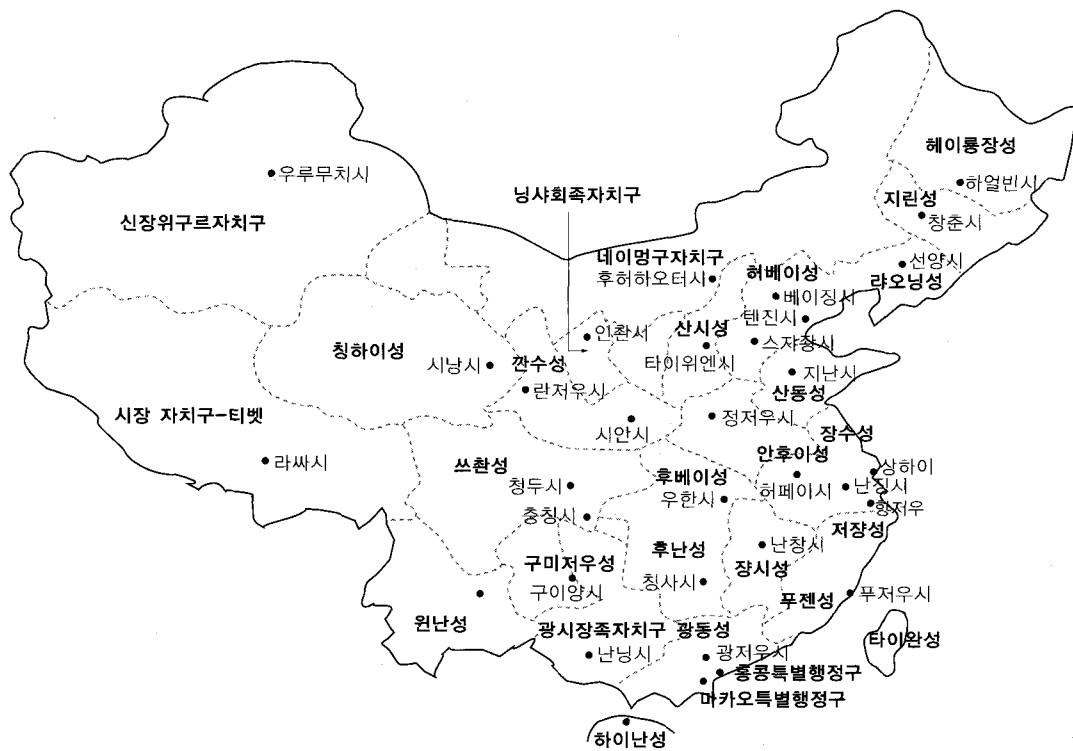 헤이룽장성
하얼빈시
지린성
창춘시
우루무치시
닝샤회족자치구
신장위구르자치구
네이멍구자치구
후허하오터시
허베이성
선양시
랴오닝성
베이징시
텐진시
인촨서
산시성
스쟈좡시
칭하이성
시낭시
깐수성
타이위엔시
지난시
란저우시
산동성
시장 자치구-티벳
시안시
정저우시
장수성
라싸시
쓰촨성
안후이성
상하이
청두시
후베이성
허페이시
난징시
우한시
항저우
충칭시
저장성
구미저우성
후난성
난창시
쟝시성
구이양시
칭사시
푸젠성
푸저우시
윈난성
광시장족자치구
광동성
타이완성
난닝시
광저우시
홍콩특별행정구
마카오특별행정구
하이난성